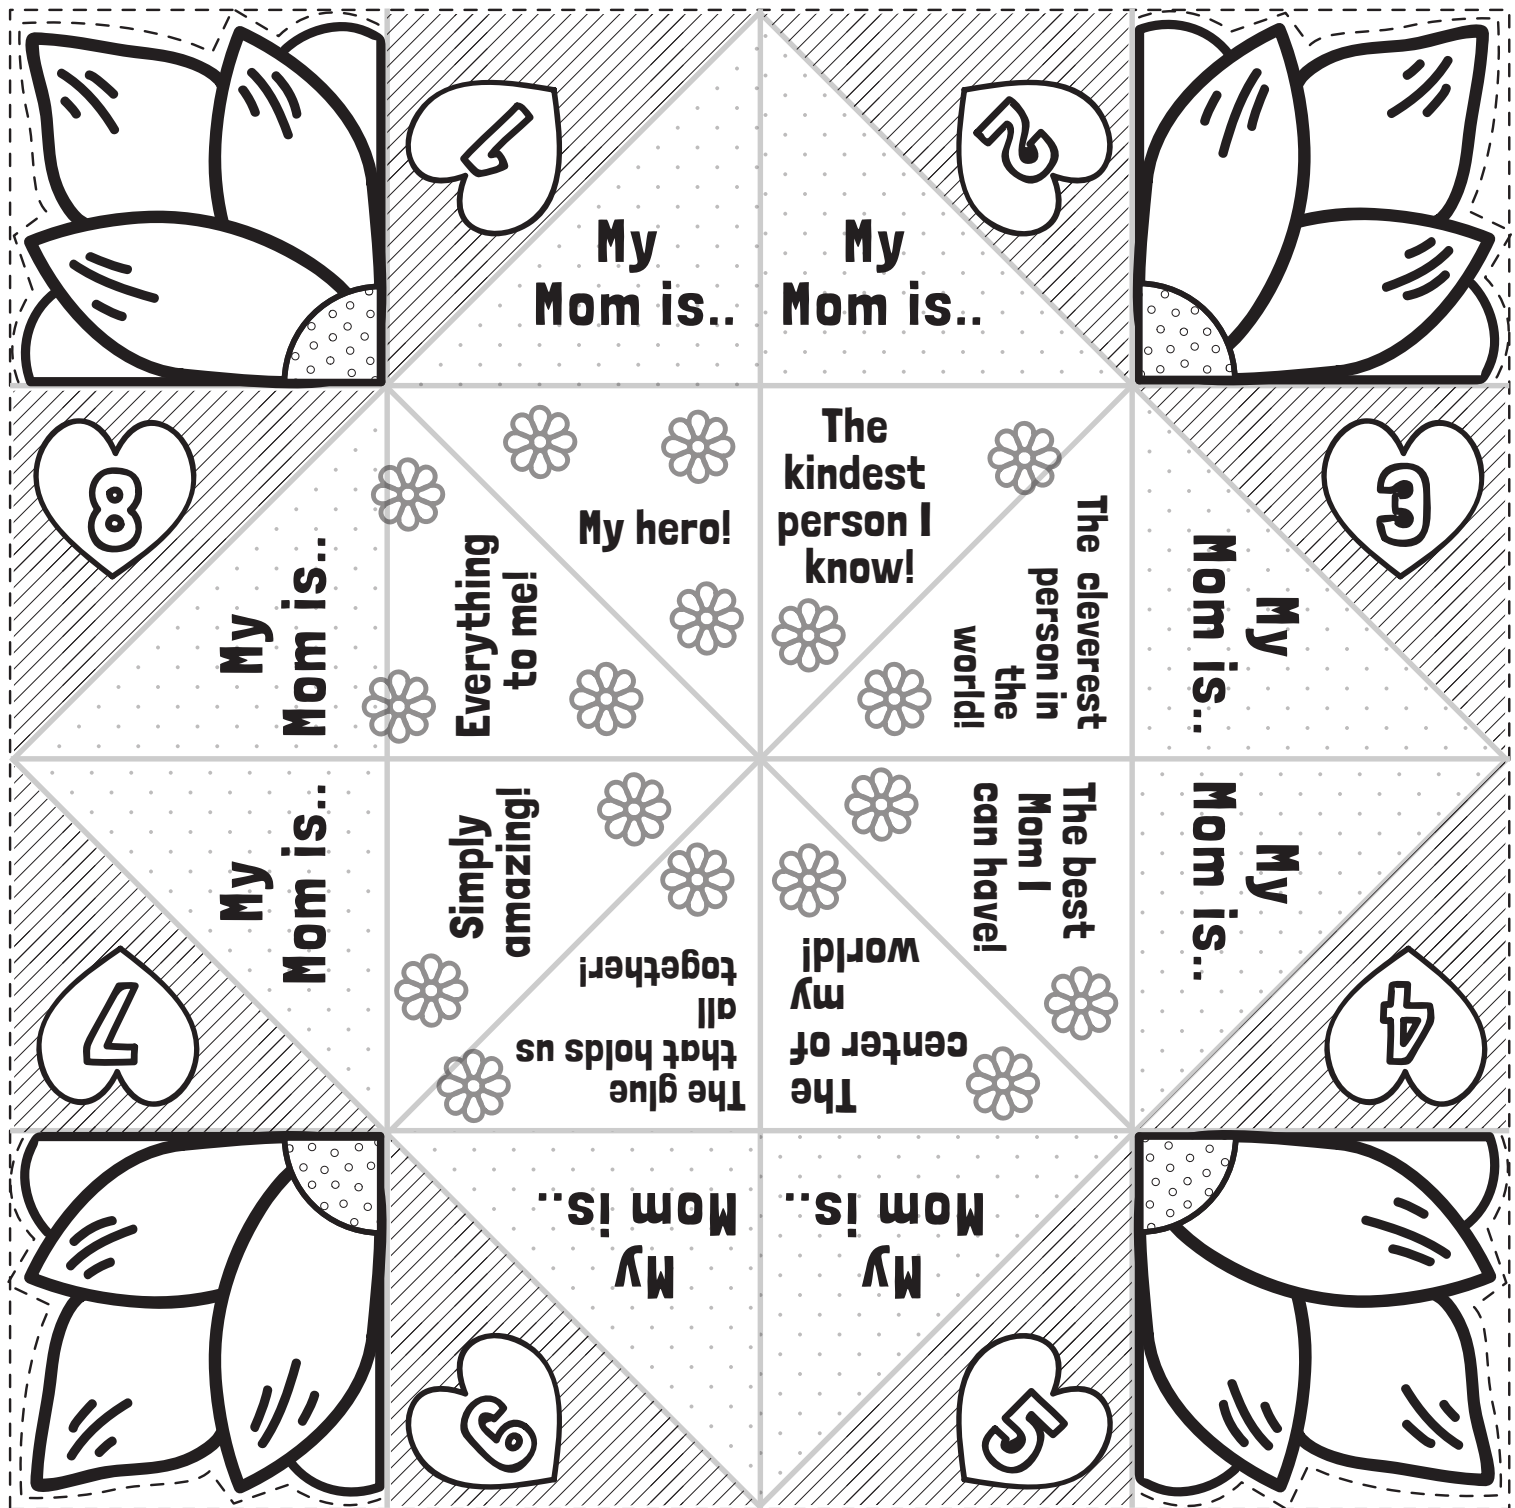 1
2
My
Mom is..
My
Mom is..
8
3
My hero!
The
kindest
person I
know!
My
Mom is..
Everything
to me!
The cleverest
person in
the
world!
My
Mom is..
7
4
My
Mom is..
Simply
amazing!
The best
Mom I
can have!
My
Mom is..
The glue
that holds us
all
together!
The
center of
my
world!
My
Mom is..
My
Mom is..
6
5